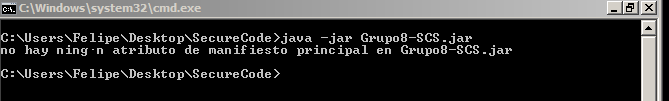 C:\Windows\system32\cmd.exe
C:\Users\Felipe\Desktop\SecureCode>java -jar Grupo8-SCS.jar
no hay ning·n atributo de manifiesto principal en Grupo8-SCS.jar
C:\Users\Felipe\Desktop\SecureCode>